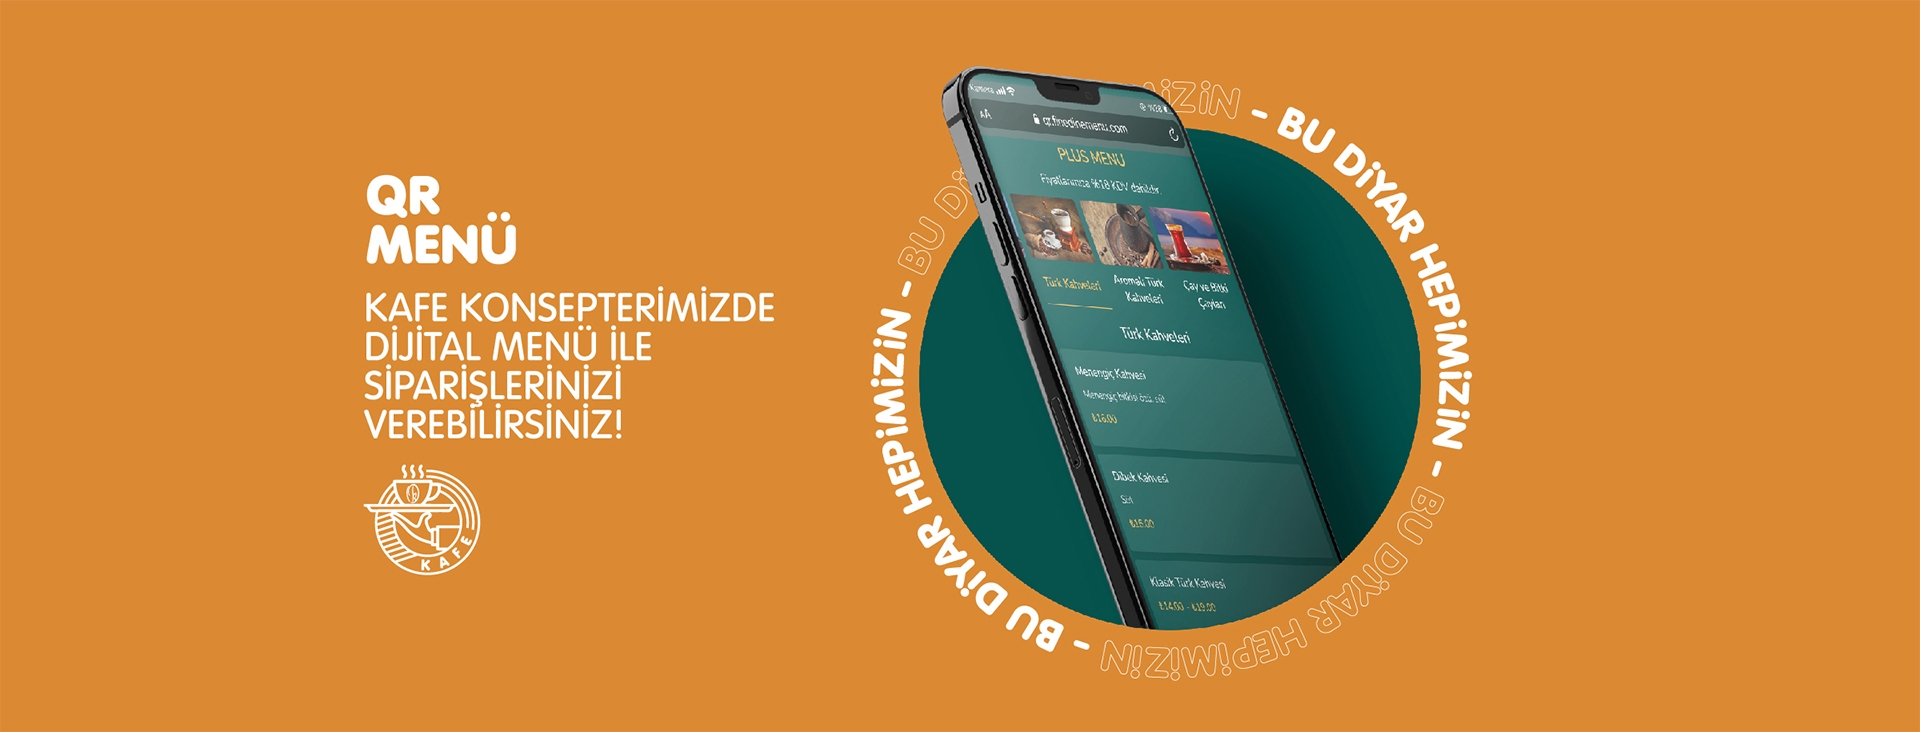 QR
MENÜ
KAFE KONSEPTERİMİZDE
DİJİTAL MENÜ İLE
SİPARİŞLERİNİZİ
VEREBİLİRSİNİZ!
KAFE
BU DİYAR HEPİMİZİN - BU DİYAR HEPİMİZİN - BU DİYAR HEPİMİZİN - BU DİYAR HEPİMİZİN -
Kamera
%28
AA
qr.finedinemenu.com
PLUS MENU
Fiyatlarımıza %18 KDV dahildir.
Türk Kahveleri
Aromalı Türk
Kahveleri
Çay ve Bitki
Çayları
Türk Kahveleri
Menengiç Kahvesi
Menengiç bitkisi özü, süt
₺16.00
Dibek Kahvesi
Süt
₺15.00
Klasik Türk Kahvesi
₺14.00 - ₺19.00